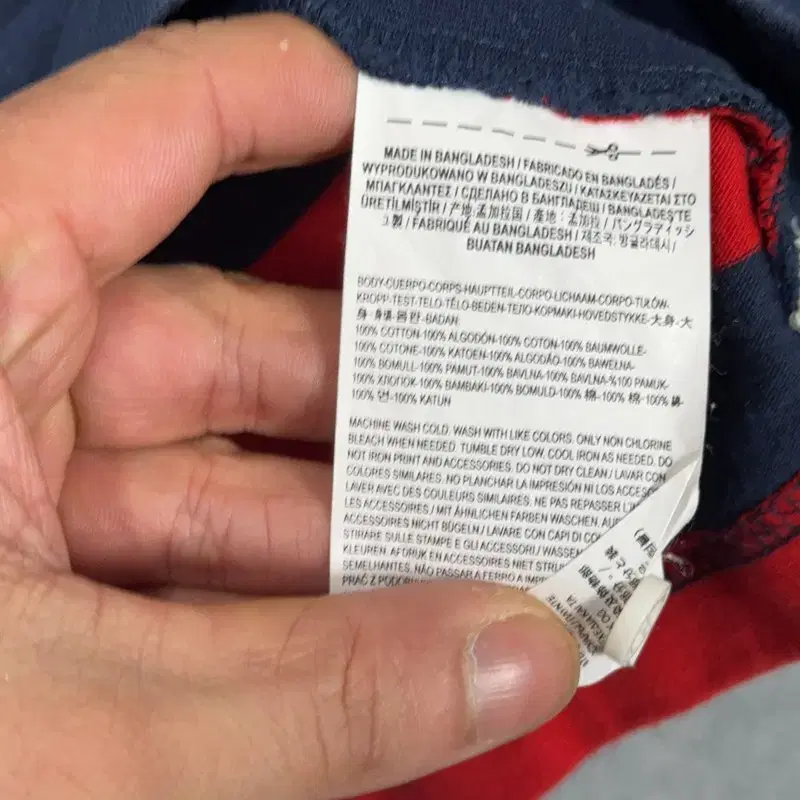 MADE IN BANGLADESH / FABRICADO EN BANGLADÉS /
WYPRODUKOWANO W BANGLADESZU / ΚΑΤΑΣΚΕΥΑΖΕΤΑΙ ΣΤΟ
ΜΠΑΓΚΛΑΝΤΕΣ / СДЕЛАНО В БАНГЛАДЕШ / BANGLADEŞ'TE
ÜRETİLMİŞTİR / 产地:孟加拉国 / 產地:孟加拉 / バングラディッシ
ュ製 / FABRIQUÉ AU BANGLADESH / 제조국: 방글라데시 /
BUATAN BANGLADESH
BODY-CUERPO-CORPS-HAUPTTEIL-CORPO-LICHAAM-CORPO-TUŁÓW-
KROPP-TEST-TELO-TĚLO-BEDEN-ТЕЛО-ΚΟΡΜΑΚΙ-HOVEDSTYKKE-大身-大
身-身頃-몸판-BADAN:
100% COTTON-100% ALGODÓN-100% COTON-100% BAUMWOLLE-
100% COTONE-100% KATOEN-100% ALGODÃO-100% BAWEŁNA-
100% BOMULL-100% PAMUT-100% BAVLNA-100% BAVLNA-%100 PAMUK-
100% ХЛОПОК-100% ΒΑΜΒΑΚΙ-100% BOMULD-100% 棉-100% 棉-100% 綿-
100% 면-100% KATUN
MACHINE WASH COLD. WASH WITH LIKE COLORS. ONLY NON CHLORINE
BLEACH WHEN NEEDED. TUMBLE DRY LOW. COOL IRON AS NEEDED. DO
NOT IRON PRINT AND ACCESSORIES. DO NOT DRY CLEAN / LAVAR CON
COLORES SIMILARES. NO PLANCHAR LA IMPRESIÓN NI LOS
LAVER AVEC DES COULEURS SIMILAIRES. NE PAS REPASSER
LES ACCESSOIRES / MIT ÄHNLICHEN FARBEN WASCHEN.
ACCESSOIRES NICHT BÜGELN / LAVARE CON CAPI DI
STIRARE SULLE STAMPE E GLI ACCESSORI / WASSEN
KLEUREN. AFDRUK EN ACCESSOIRES NIET
SEMELHANTES. NÃO PASSAR A FERRO A
PRAĆ Z